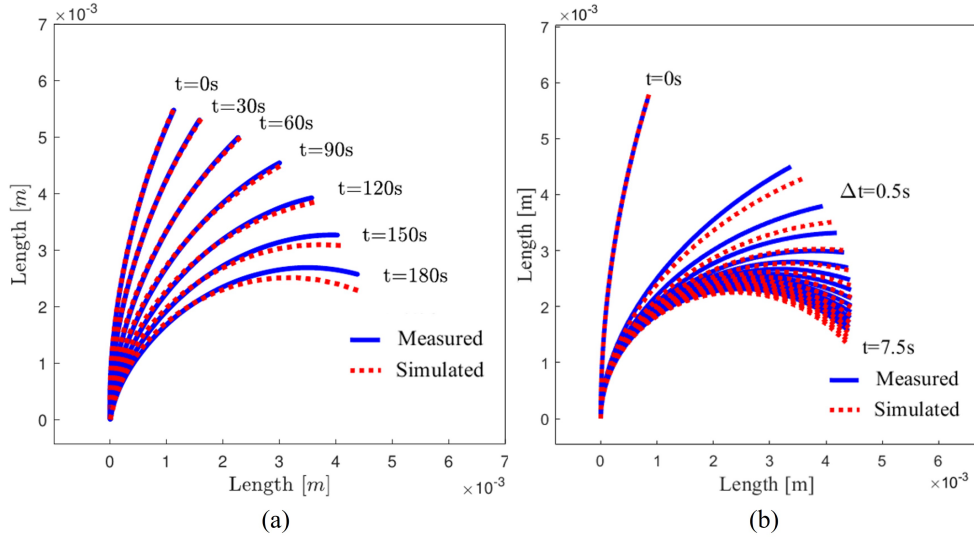 ×10⁻³
7
6
5
4
3
2
1
0
Length [m]
t=0s
t=30s
t=60s
t=90s
t=120s
t=150s
t=180s
Measured
Simulated
0 1 2 3 4 5 6 7
Length [m]
×10⁻³
(a)
×10⁻³
7
6
5
4
3
2
1
0
Length [m]
t=0s
Δt=0.5s
t=7.5s
Measured
Simulated
0 1 2 3 4 5 6
Length [m]
×10⁻³
(b)